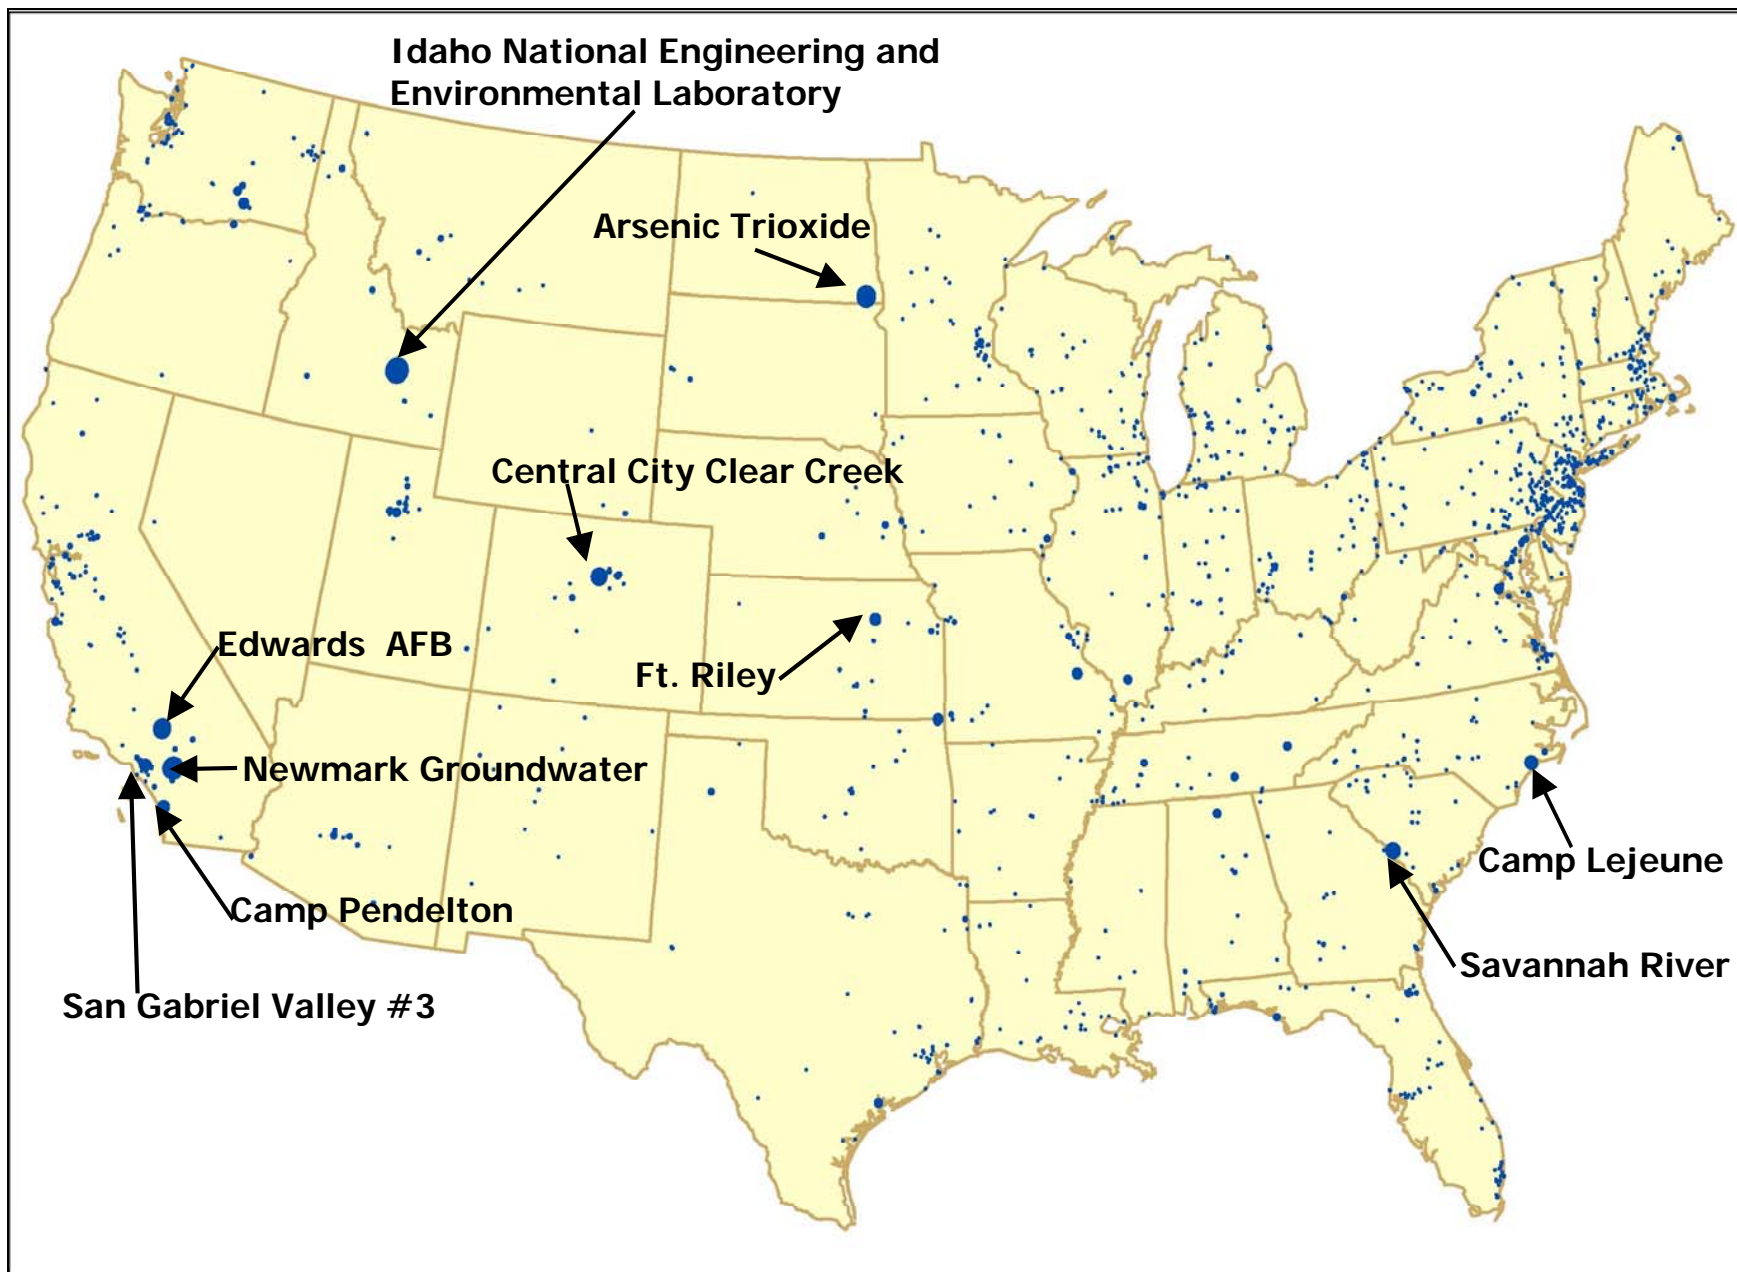 Idaho National Engineering and
Environmental Laboratory
Arsenic Trioxide
Central City Clear Creek
Edwards AFB
Ft. Riley
Newmark Groundwater
Camp Lejeune
Camp Pendelton
Savannah River
San Gabriel Valley #3